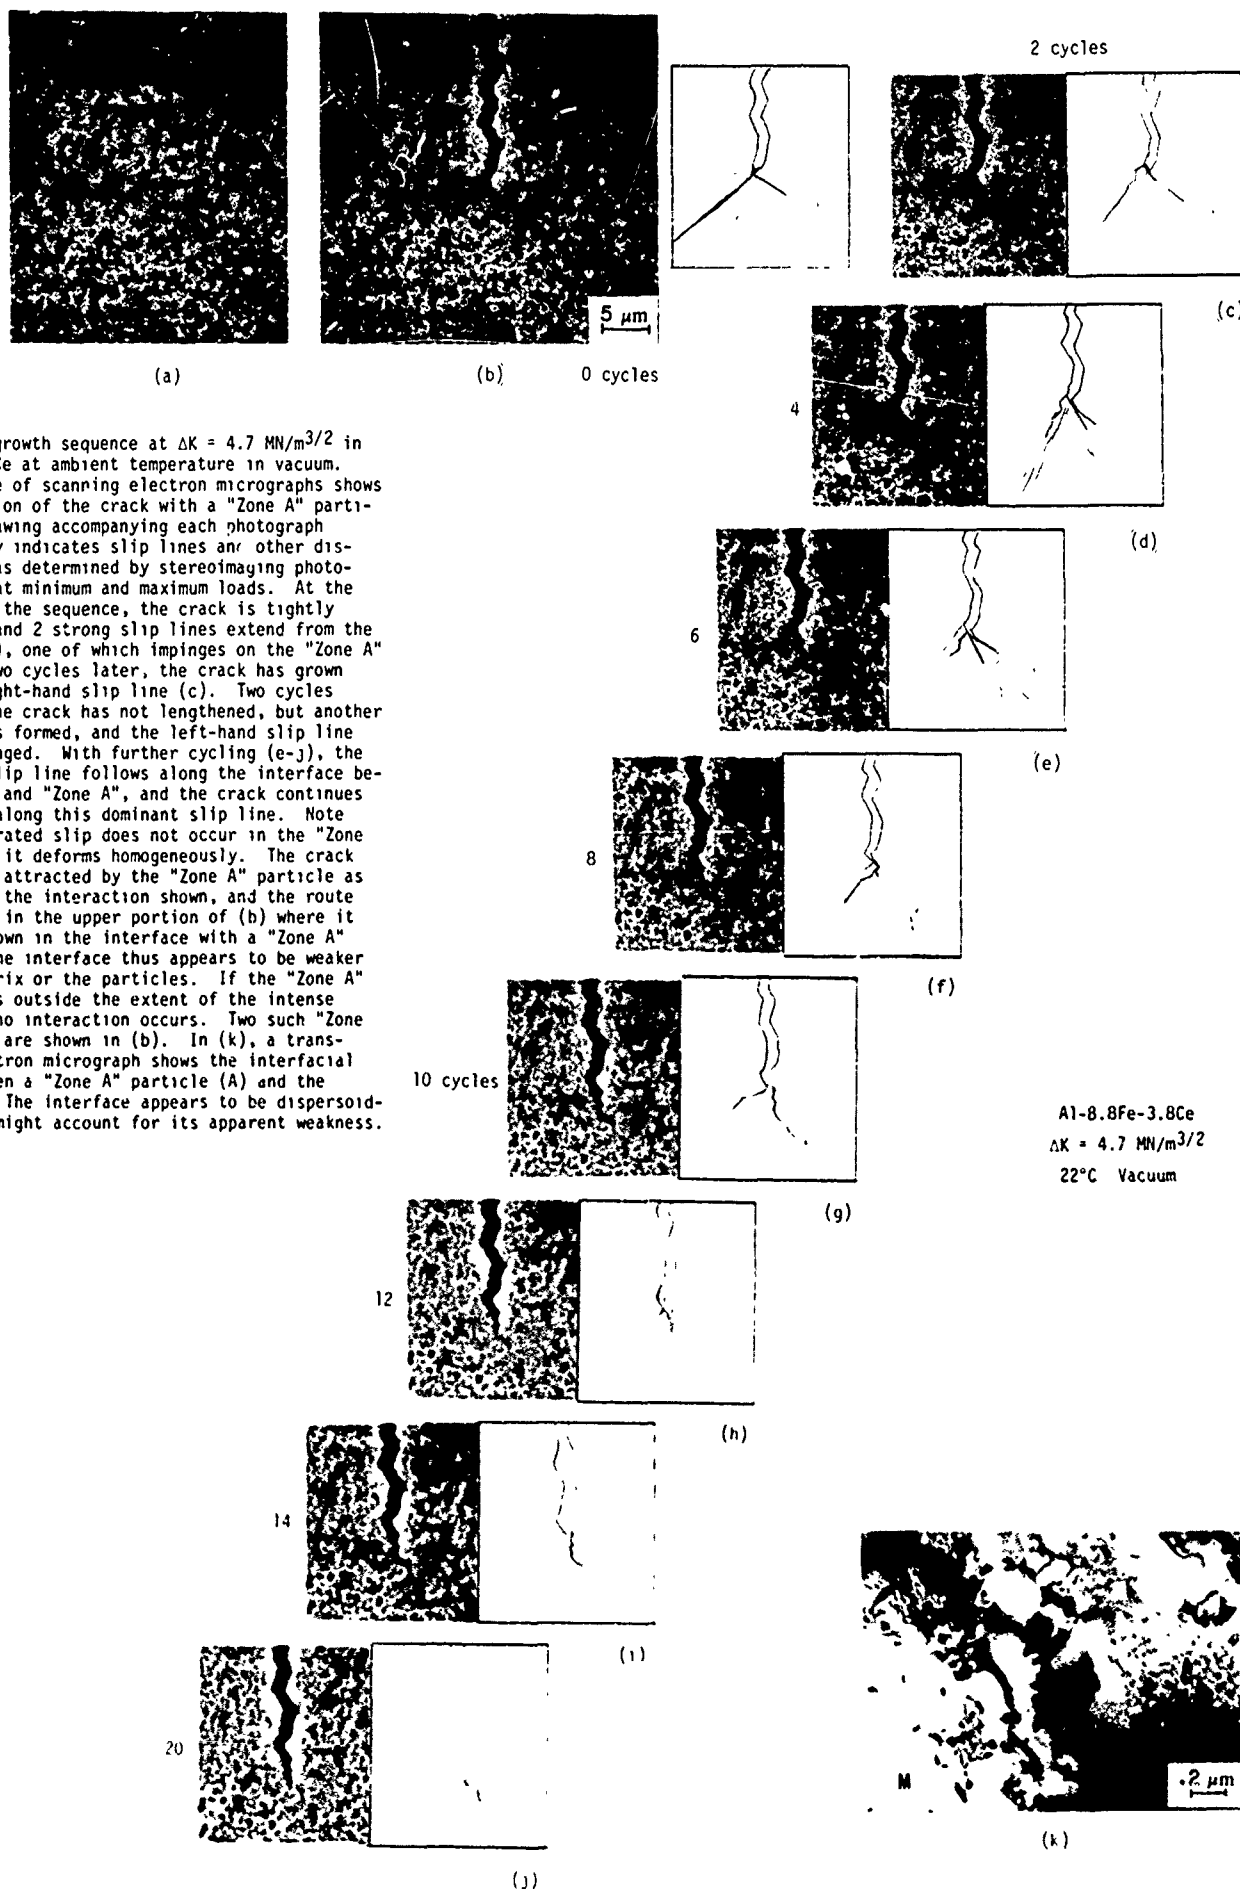 2 cycles
5 μm
(a)
(b)
0 cycles
(c)
4
(d)
growth sequence at ΔK = 4.7 MN/m3/2 in
e at ambient temperature in vacuum.
e of scanning electron micrographs shows
on of the crack with a "Zone A" parti-
awing accompanying each photograph
y indicates slip lines and other dis-
as determined by stereoimaging photo-
at minimum and maximum loads. At the
the sequence, the crack is tightly
and 2 strong slip lines extend from the
), one of which impinges on the "Zone A"
wo cycles later, the crack has grown
ght-hand slip line (c). Two cycles
he crack has not lengthened, but another
s formed, and the left-hand slip line
nged. With further cycling (e-j), the
lip line follows along the interface be-
and "Zone A", and the crack continues
along this dominant slip line. Note
rated slip does not occur in the "Zone
it deforms homogeneously. The crack
attracted by the "Zone A" particle as
the interaction shown, and the route
in the upper portion of (b) where it
own in the interface with a "Zone A"
he interface thus appears to be weaker
rix or the particles. If the "Zone A"
s outside the extent of the intense
no interaction occurs. Two such "Zone
are shown in (b). In (k), a trans-
tron micrograph shows the interfacial
en a "Zone A" particle (A) and the
The interface appears to be dispersoid-
might account for its apparent weakness.
6
(e)
8
(f)
10 cycles
(g)
Al-8.8Fe-3.8Ce
ΔK = 4.7 MN/m3/2
22°C Vacuum
12
(h)
14
(i)
20
(j)
M
.2 μm
(k)